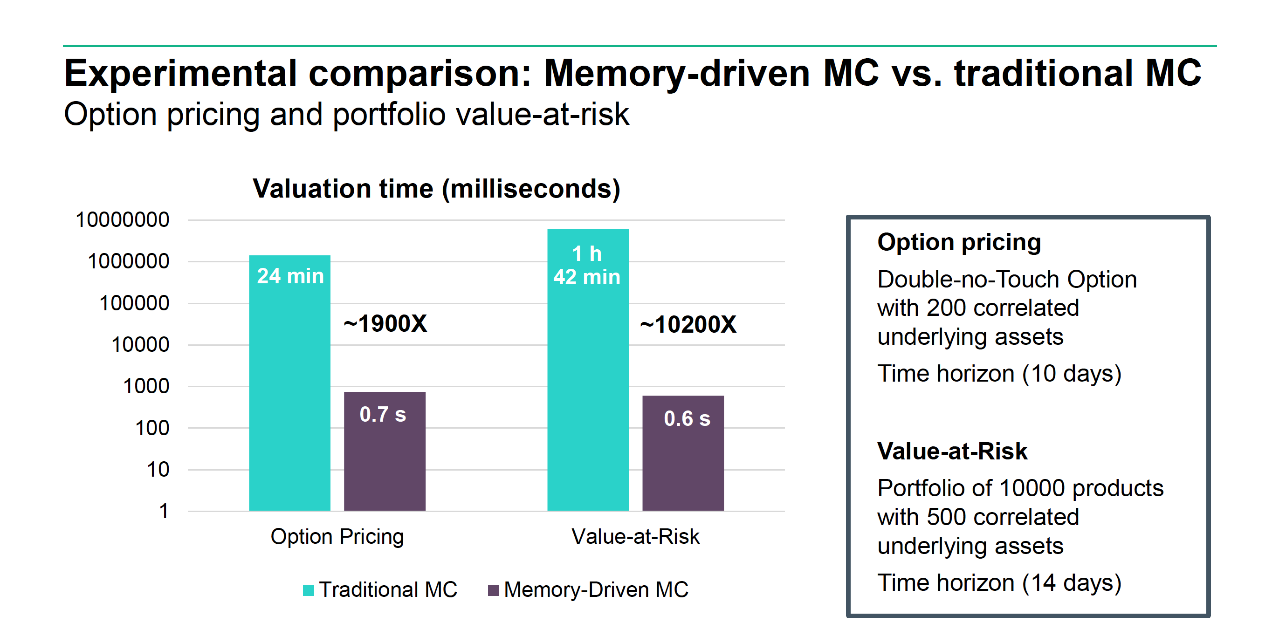 Experimental comparison: Memory-driven MC vs. traditional MC
Option pricing and portfolio value-at-risk
Valuation time (milliseconds)
10000000
1000000
100000
10000
1000
100
10
1
24 min
~1900X
0.7 s
1 h
42 min
~10200X
0.6 s
Option Pricing
Value-at-Risk
Traditional MC
Memory-Driven MC
Option pricing
Double-no-Touch Option
with 200 correlated
underlying assets
Time horizon (10 days)
Value-at-Risk
Portfolio of 10000 products
with 500 correlated
underlying assets
Time horizon (14 days)